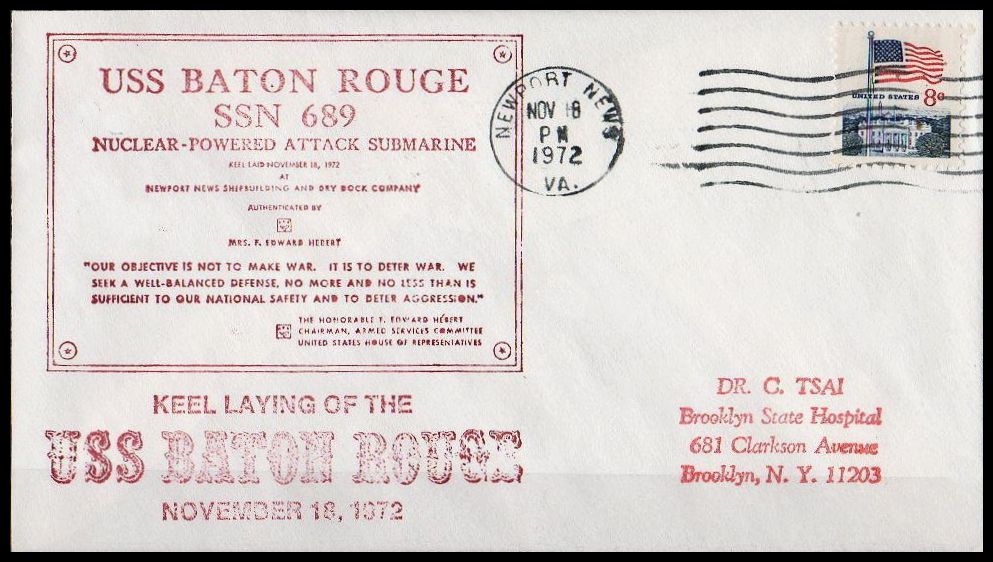 USS BATON ROUGE
SSN 689
NUCLEAR-POWERED ATTACK SUBMARINE
KEEL LAID NOVEMBER 18, 1972
AT
NEWPORT NEWS SHIPBUILDING AND DRY DOCK COMPANY
AUTHENTICATED BY
MRS. F. EDWARD HEBERT
"OUR OBJECTIVE IS NOT TO MAKE WAR. IT IS TO DETER WAR. WE
SEEK A WELL-BALANCED DEFENSE, NO MORE AND NO LESS THAN IS
SUFFICIENT TO OUR NATIONAL SAFETY AND TO DETER AGGRESSION."
THE HONORABLE F. EDWARD HÉBERT
CHAIRMAN, ARMED SERVICES COMMITTEE
UNITED STATES HOUSE OF REPRESENTATIVES
KEEL LAYING OF THE
USS BATON ROUGE
NOVEMBER 18, 1972
NEWPORT NEWS
NOV 18
PM
1972
VA.
UNITED STATES 8c
DR. C. TSAI
Brooklyn State Hospital
681 Clarkson Avenue
Brooklyn, N. Y. 11203